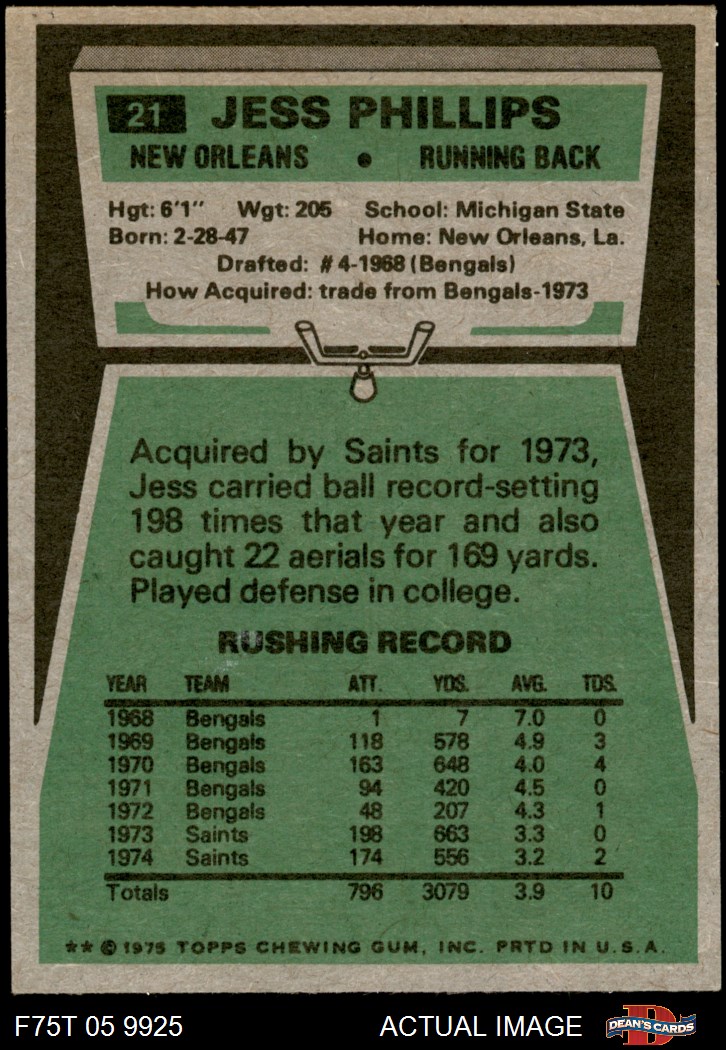 21 JESS PHILLIPS
NEW ORLEANS • RUNNING BACK
Hgt: 6'1" Wgt: 205 School: Michigan State
Born: 2-28-47 Home: New Orleans, La.
Drafted: #4-1968 (Bengals)
How Acquired: trade from Bengals-1973
Acquired by Saints for 1973,
Jess carried ball record-setting
198 times that year and also
caught 22 aerials for 169 yards.
Played defense in college.
RUSHING RECORD
YEAR TEAM ATT. YDS. AVG. TDS.
1968 Bengals 1 7 7.0 0
1969 Bengals 118 578 4.9 3
1970 Bengals 163 648 4.0 4
1971 Bengals 94 420 4.5 0
1972 Bengals 48 207 4.3 1
1973 Saints 198 663 3.3 0
1974 Saints 174 556 3.2 2
Totals 796 3079 3.9 10
** © 1975 TOPPS CHEWING GUM, INC. PRTD IN U.S.A.
F75T 05 9925 ACTUAL IMAGE D DEAN'S CARDS